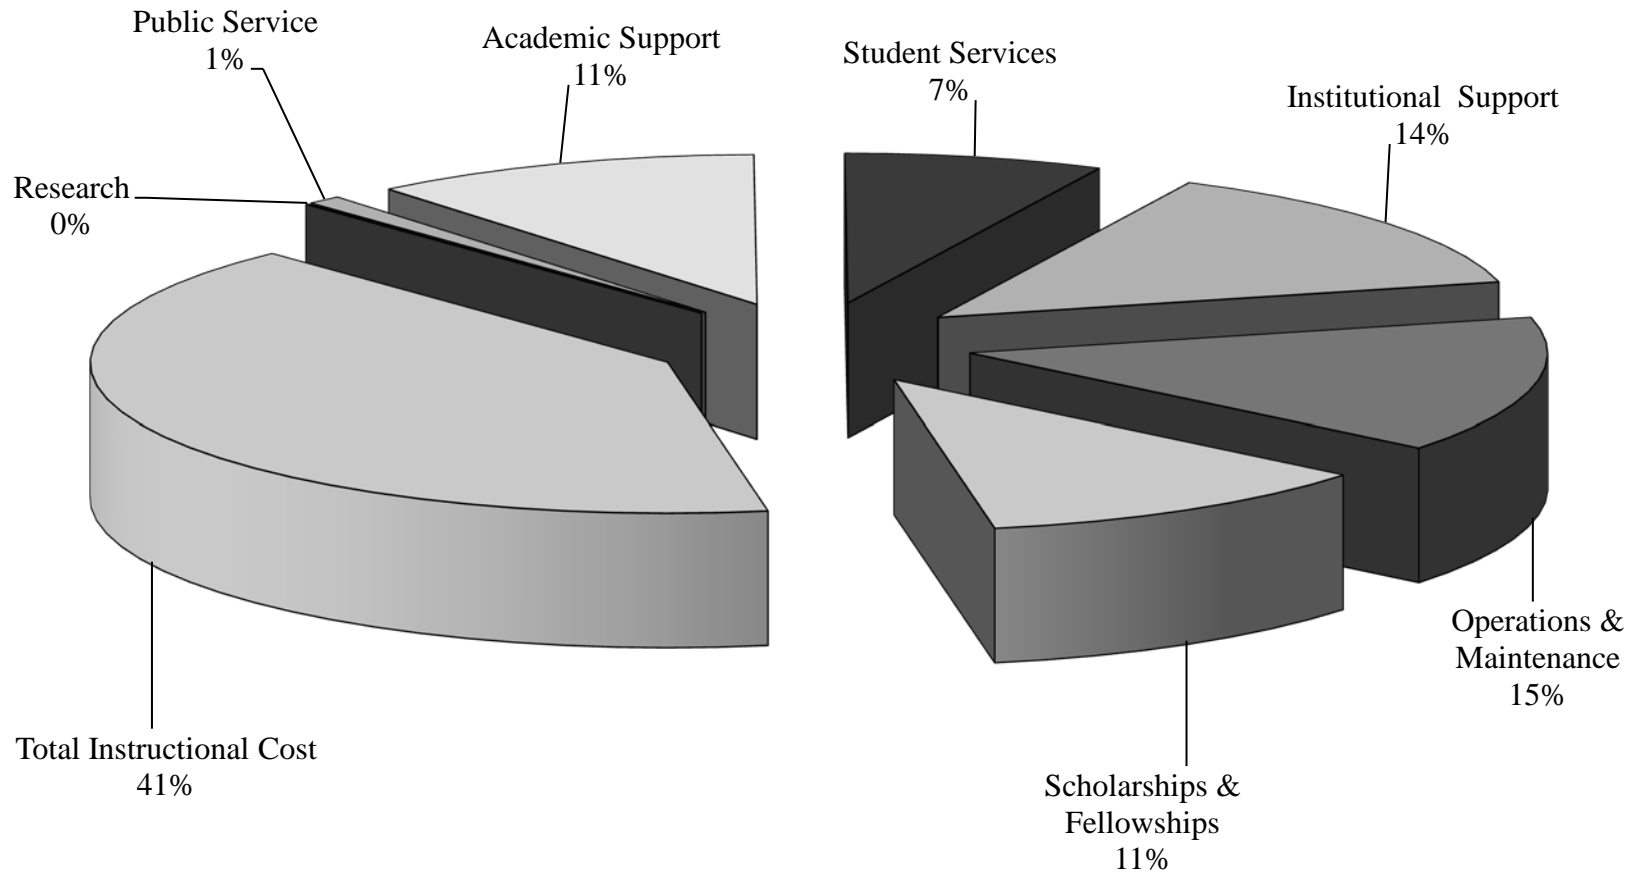 Public Service
1%
Academic Support
11%
Student Services
7%
Institutional  Support
14%
Research
0%
Operations &
Maintenance
15%
Total Instructional Cost
41%
Scholarships &
Fellowships
11%